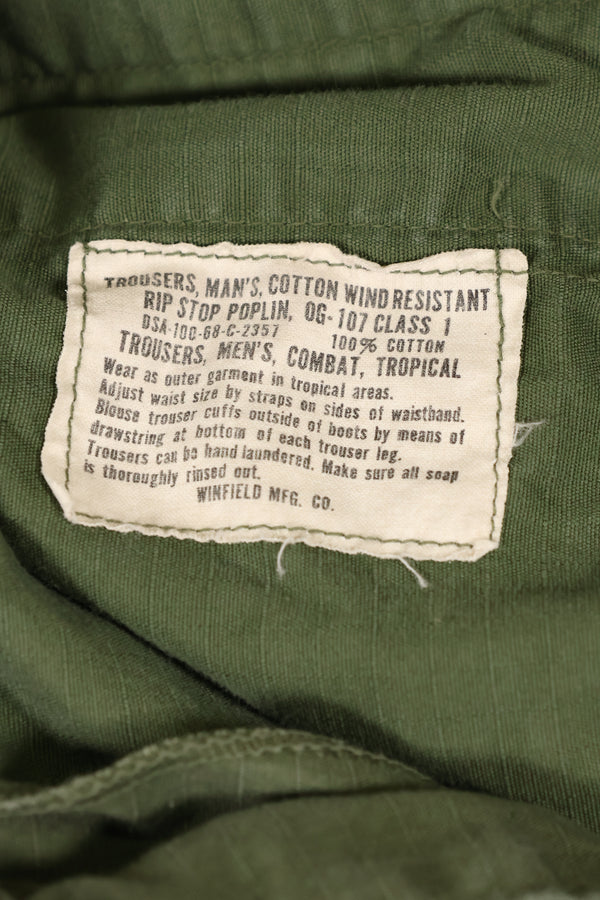 TROUSERS, MAN'S, COTTON WIND RESISTANT
RIP STOP POPLIN, OG-107 CLASS 1
DSA-100-68-C-2357 100% COTTON
TROUSERS, MEN'S, COMBAT, TROPICAL
Wear as outer garment in tropical areas.
Adjust waist size by straps on sides of waistband.
Blouse trouser cuffs outside of boots by means of
drawstring at bottom of each trouser leg.
Trousers can be hand laundered. Make sure all soap
is thoroughly rinsed out.
WINFIELD MFG. CO.